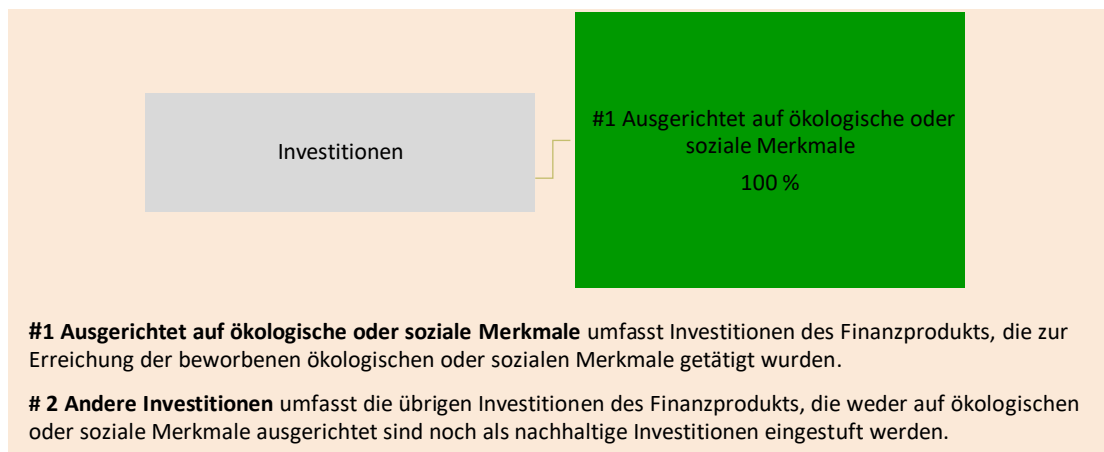 Investitionen
#1 Ausgerichtet auf ökologische oder
soziale Merkmale
100 %
#1 Ausgerichtet auf ökologische oder soziale Merkmale umfasst Investitionen des Finanzprodukts, die zur
Erreichung der beworbenen ökologischen oder sozialen Merkmale getätigt wurden.
# 2 Andere Investitionen umfasst die übrigen Investitionen des Finanzprodukts, die weder auf ökologischen
oder soziale Merkmale ausgerichtet sind noch als nachhaltige Investitionen eingestuft werden.